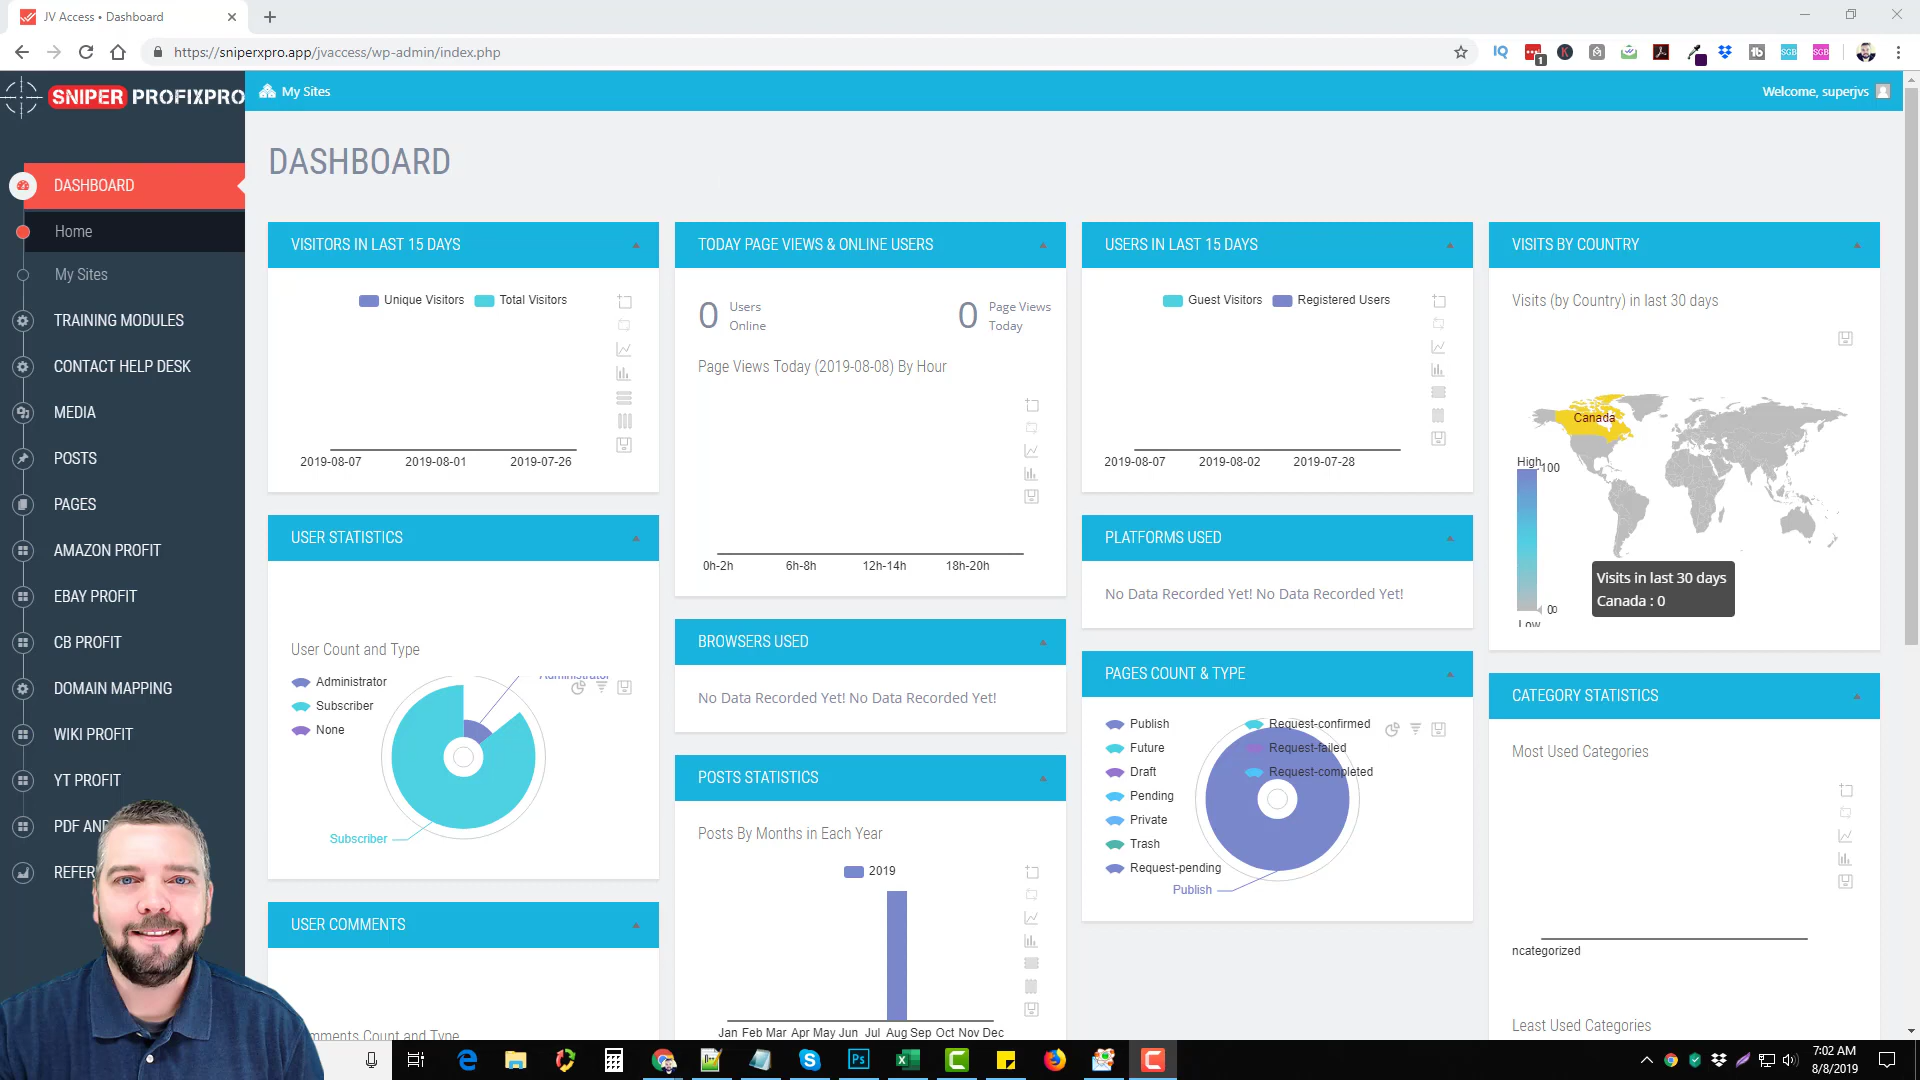 JV Access • Dashboard
https://sniperxpro.app/jvaccess/wp-admin/index.php
SNIPER PROFIXPRO
My Sites
Welcome, superjvs
DASHBOARD
Home
My Sites
TRAINING MODULES
CONTACT HELP DESK
MEDIA
POSTS
PAGES
AMAZON PROFIT
EBAY PROFIT
CB PROFIT
DOMAIN MAPPING
WIKI PROFIT
YT PROFIT
PDF AND
REFER
DASHBOARD
VISITORS IN LAST 15 DAYS
Unique Visitors Total Visitors
2019-08-07 2019-08-01 2019-07-26
USER STATISTICS
User Count and Type
Administrator
Subscriber
None
Administrator
Subscriber
USER COMMENTS
mments Count and Type
TODAY PAGE VIEWS & ONLINE USERS
0 Users Online
0 Page Views Today
Page Views Today (2019-08-08) By Hour
0h-2h 6h-8h 12h-14h 18h-20h
BROWSERS USED
No Data Recorded Yet! No Data Recorded Yet!
POSTS STATISTICS
Posts By Months in Each Year
2019
Jan Feb Mar Apr May Jun Jul Aug Sep Oct Nov Dec
USERS IN LAST 15 DAYS
Guest Visitors Registered Users
2019-08-07 2019-08-02 2019-07-28
PLATFORMS USED
No Data Recorded Yet! No Data Recorded Yet!
PAGES COUNT & TYPE
Publish
Future
Draft
Pending
Private
Trash
Request-pending
Request-confirmed
Request-failed
Request-completed
Publish
VISITS BY COUNTRY
Visits (by Country) in last 30 days
Canada
High
100
Low
Visits in last 30 days
Canada : 0
CATEGORY STATISTICS
Most Used Categories
ncategorized
Least Used Categories
7:02 AM
8/8/2019